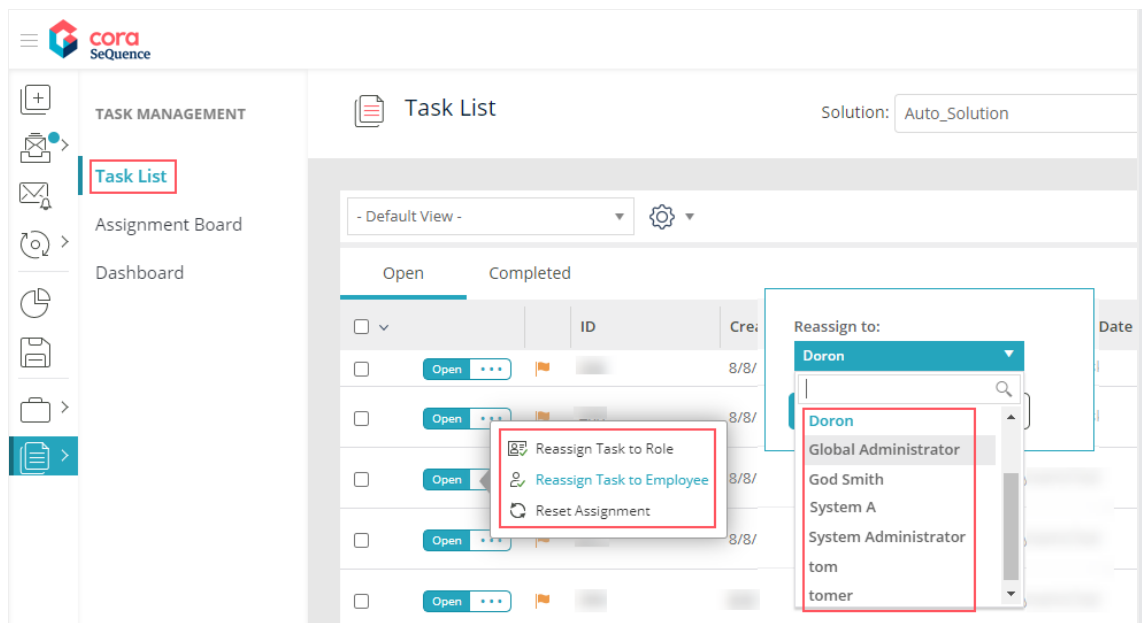 cora
SeQuence
TASK MANAGEMENT
Task List
Assignment Board
Dashboard
Task List
Solution: Auto_Solution
- Default View -
Open Completed
ID Date
Open ··· 8/8/
Open 8/8/
Open 8/8/
Open 8/8/
Open ···
Reassign Task to Role
Reassign Task to Employee
Reset Assignment
Reassign to:
Doron
Doron
Global Administrator
God Smith
System A
System Administrator
tom
tomer